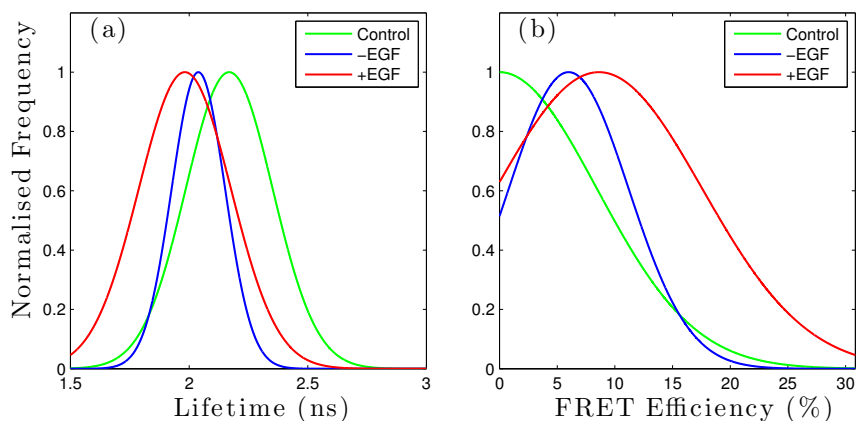 (a)
Control
−EGF
+EGF
Normalised Frequency
1
0.8
0.6
0.4
0.2
0
1.5
2
2.5
3
Lifetime (ns)
(b)
Control
−EGF
+EGF
1
0.8
0.6
0.4
0.2
0
0
5
10
15
20
25
30
FRET Efficiency (%)